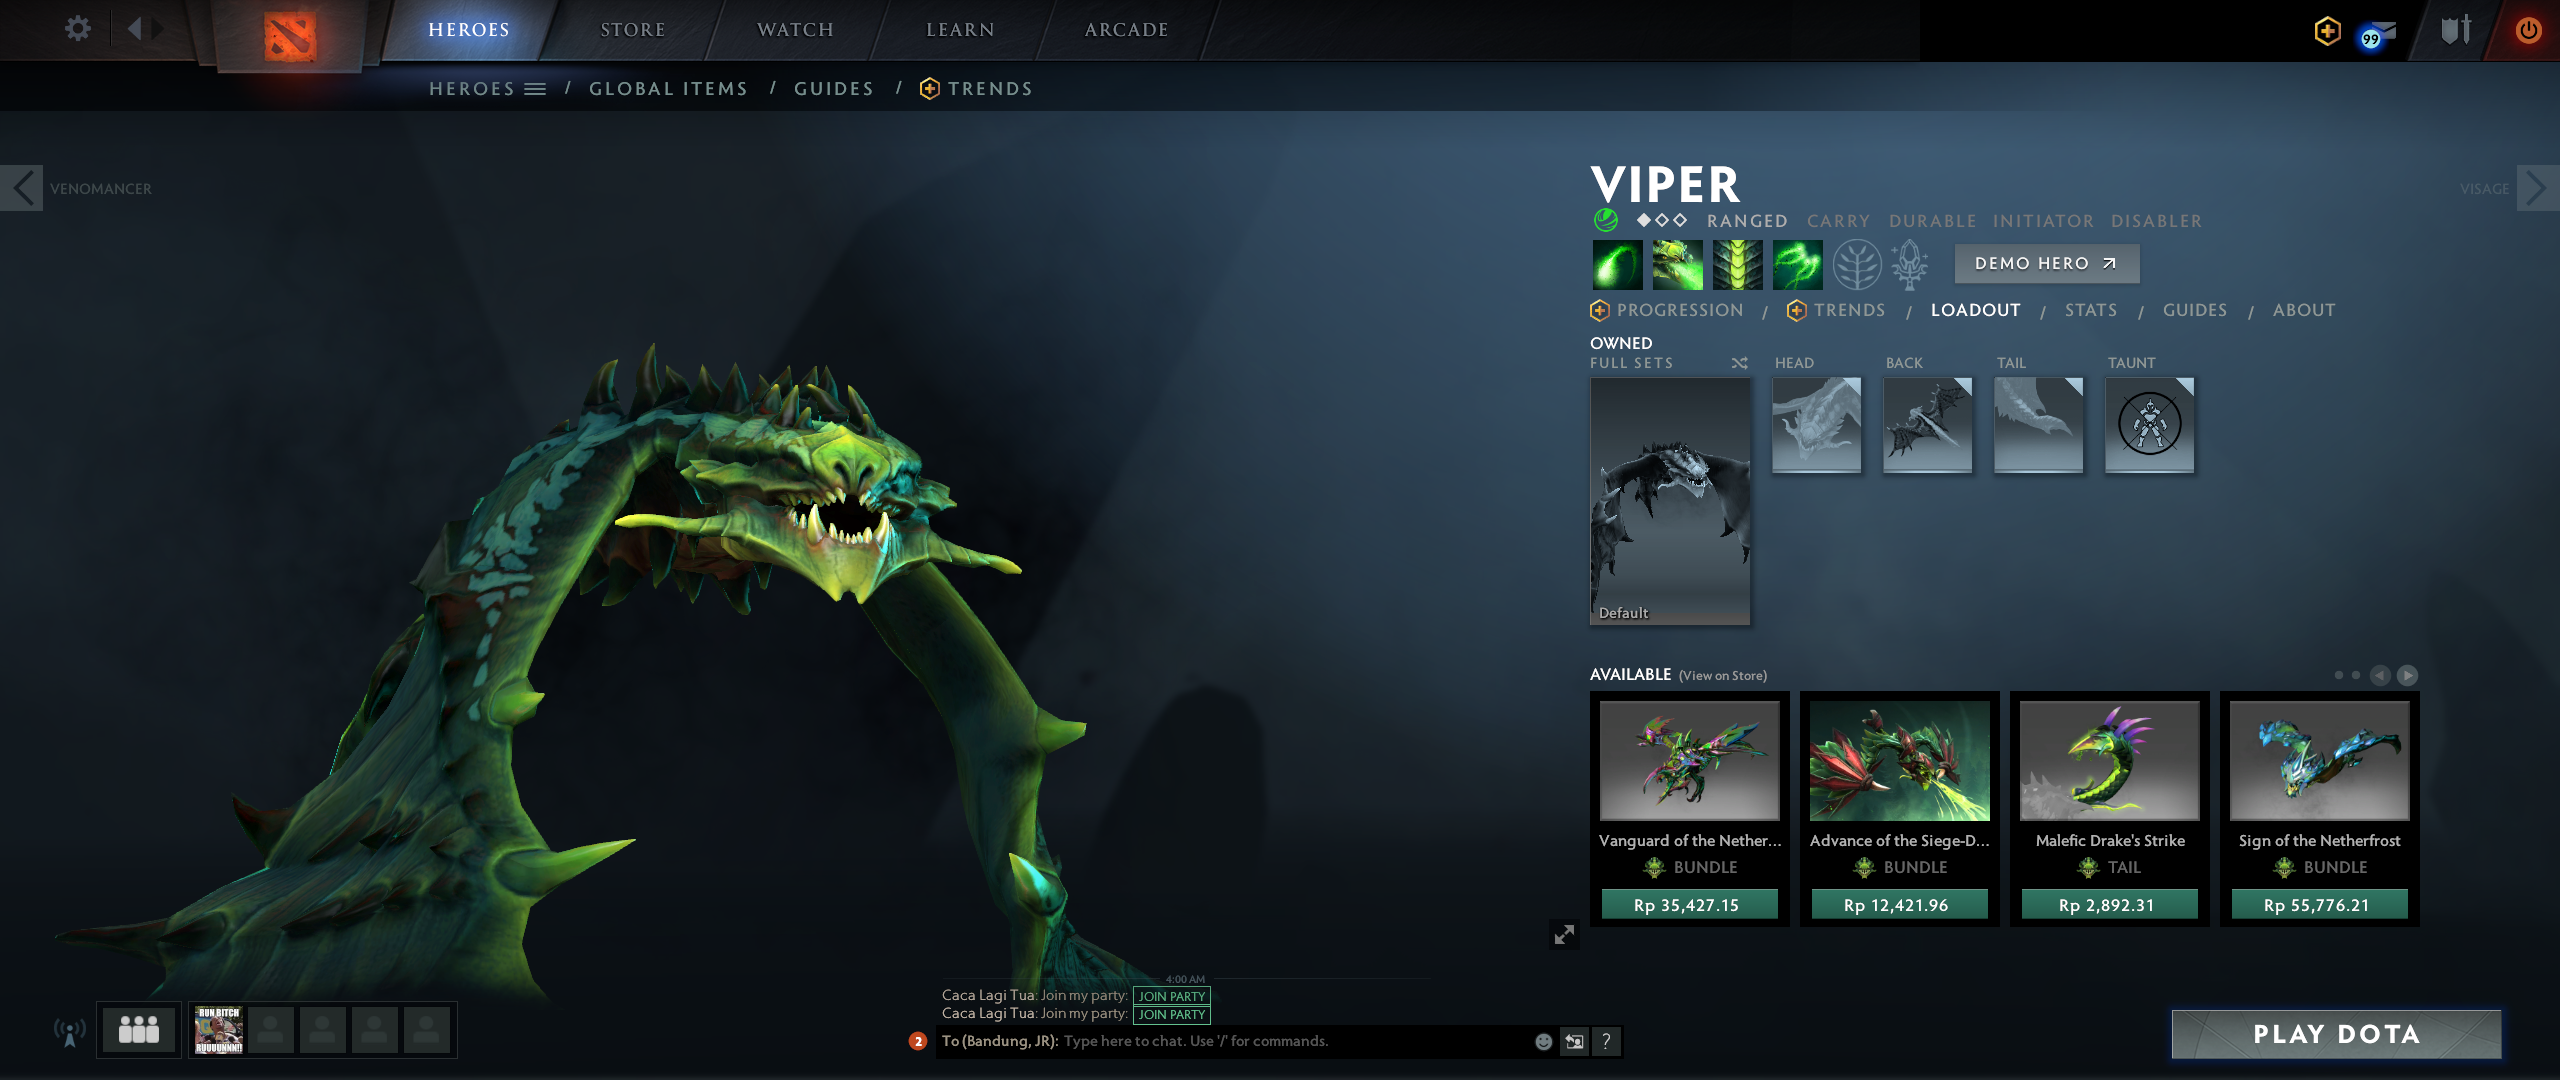 HEROES STORE WATCH LEARN ARCADE
99
HEROES / GLOBAL ITEMS / GUIDES / TRENDS
VENOMANCER
VISAGE
VIPER
RANGED CARRY DURABLE INITIATOR DISABLER
DEMO HERO
PROGRESSION / TRENDS / LOADOUT / STATS / GUIDES / ABOUT
OWNED
FULL SETS HEAD BACK TAIL TAUNT
Default
AVAILABLE (View on Store)
Vanguard of the Nether... Advance of the Siege-D... Malefic Drake's Strike Sign of the Netherfrost
BUNDLE BUNDLE TAIL BUNDLE
Rp 35,427.15 Rp 12,421.96 Rp 2,892.31 Rp 55,776.21
4:00 AM
Caca Lagi Tua: Join my party: JOIN PARTY
Caca Lagi Tua: Join my party: JOIN PARTY
2 To (Bandung, JR): Type here to chat. Use '/' for commands. ?
RUN BITCH
RUUUUNNN!!
PLAY DOTA